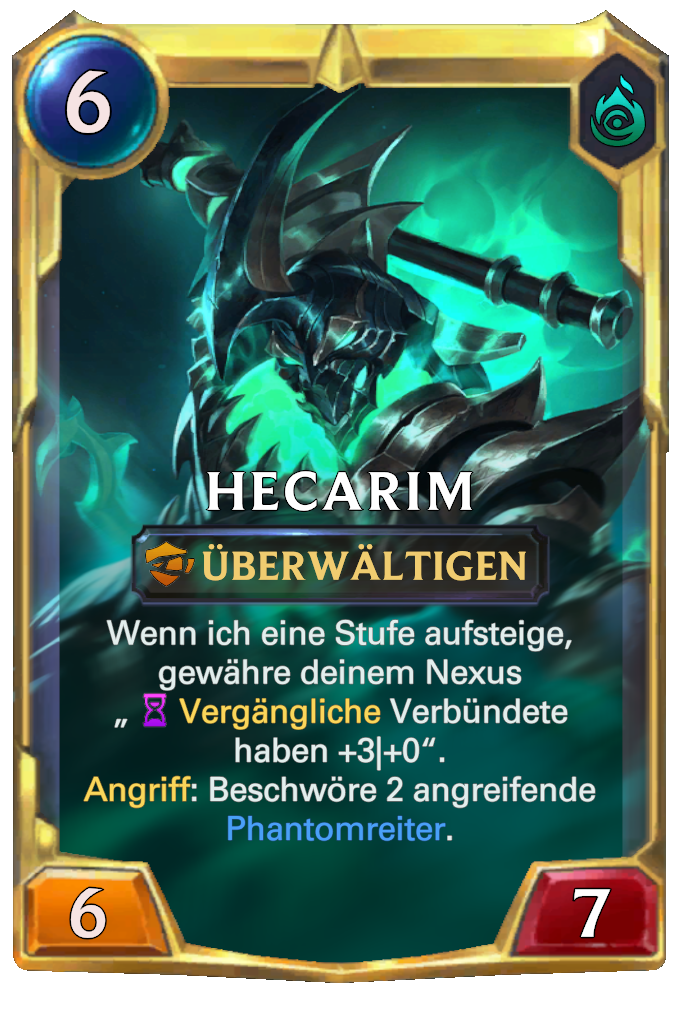 6
HECARIM
ÜBERWÄLTIGEN
Wenn ich eine Stufe aufsteige,
gewähre deinem Nexus
„ Vergängliche Verbündete
haben +3|+0“.
Angriff: Beschwöre 2 angreifende
Phantomreiter.
6
7